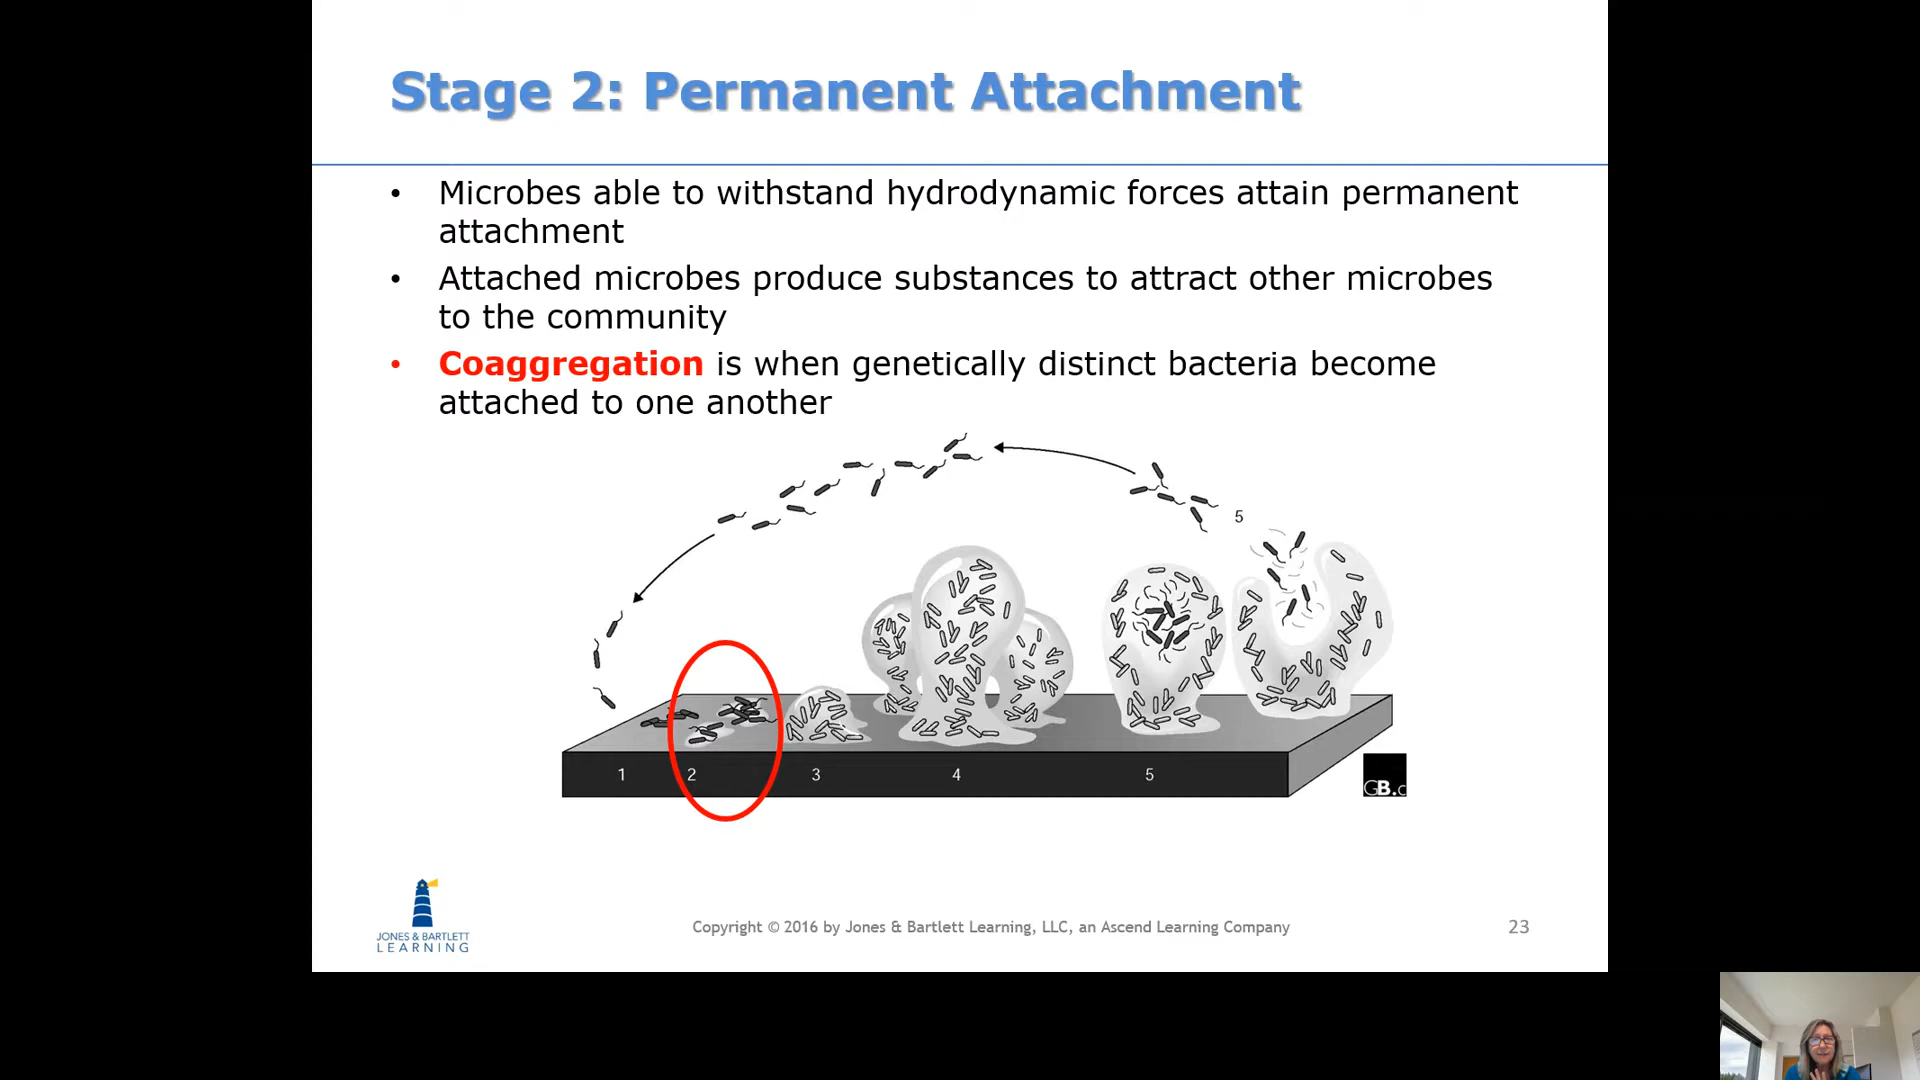 Stage 2: Permanent Attachment
• Microbes able to withstand hydrodynamic forces attain permanent
attachment
• Attached microbes produce substances to attract other microbes
to the community
• Coaggregation is when genetically distinct bacteria become
attached to one another
5
1 2 3 4 5
GB.c
JONES & BARTLETT
LEARNING
Copyright © 2016 by Jones & Bartlett Learning, LLC, an Ascend Learning Company
23